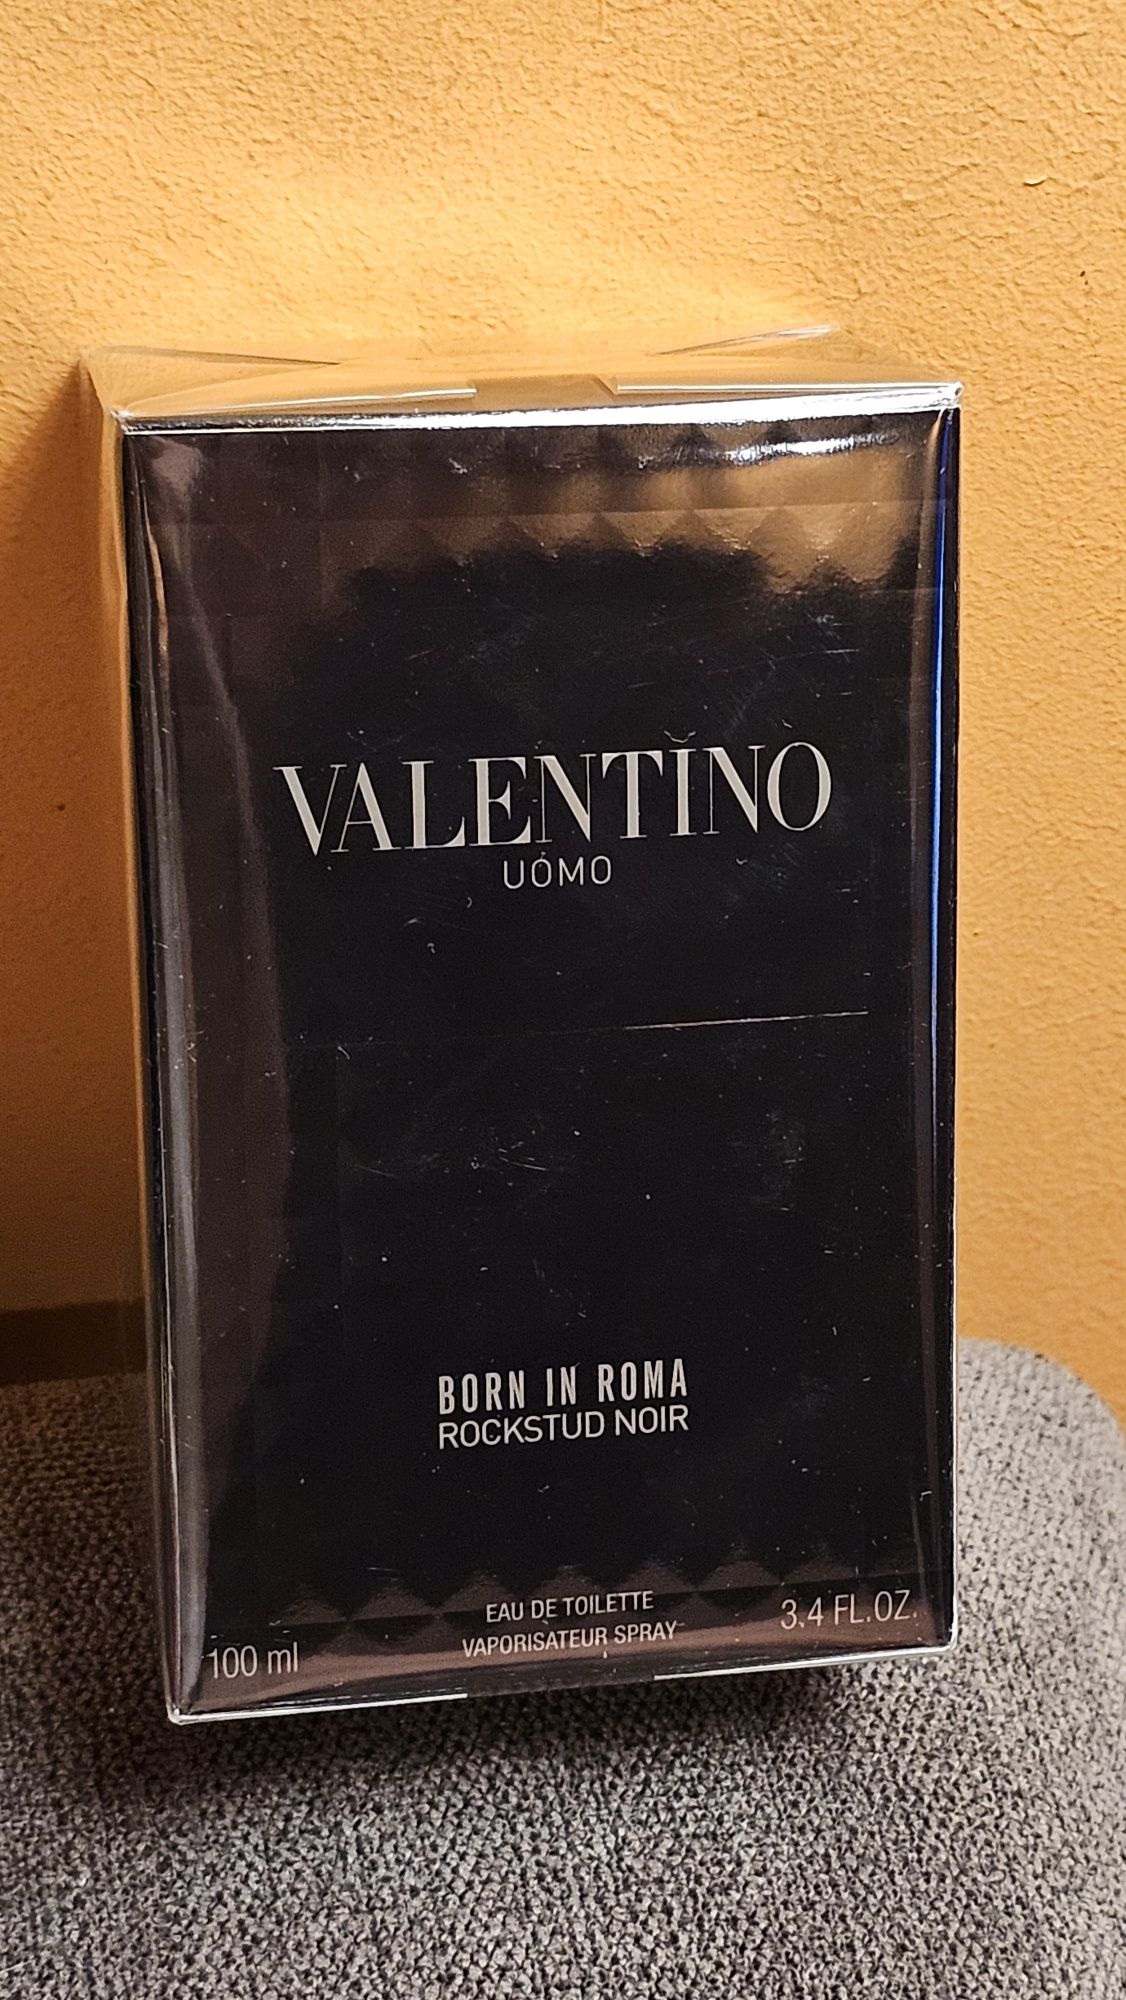 VALENTINO
UOMO
BORN IN ROMA
ROCKSTUD NOIR
EAU DE TOILETTE
VAPORISATEUR SPRAY
100 ml
3.4 FL.OZ.